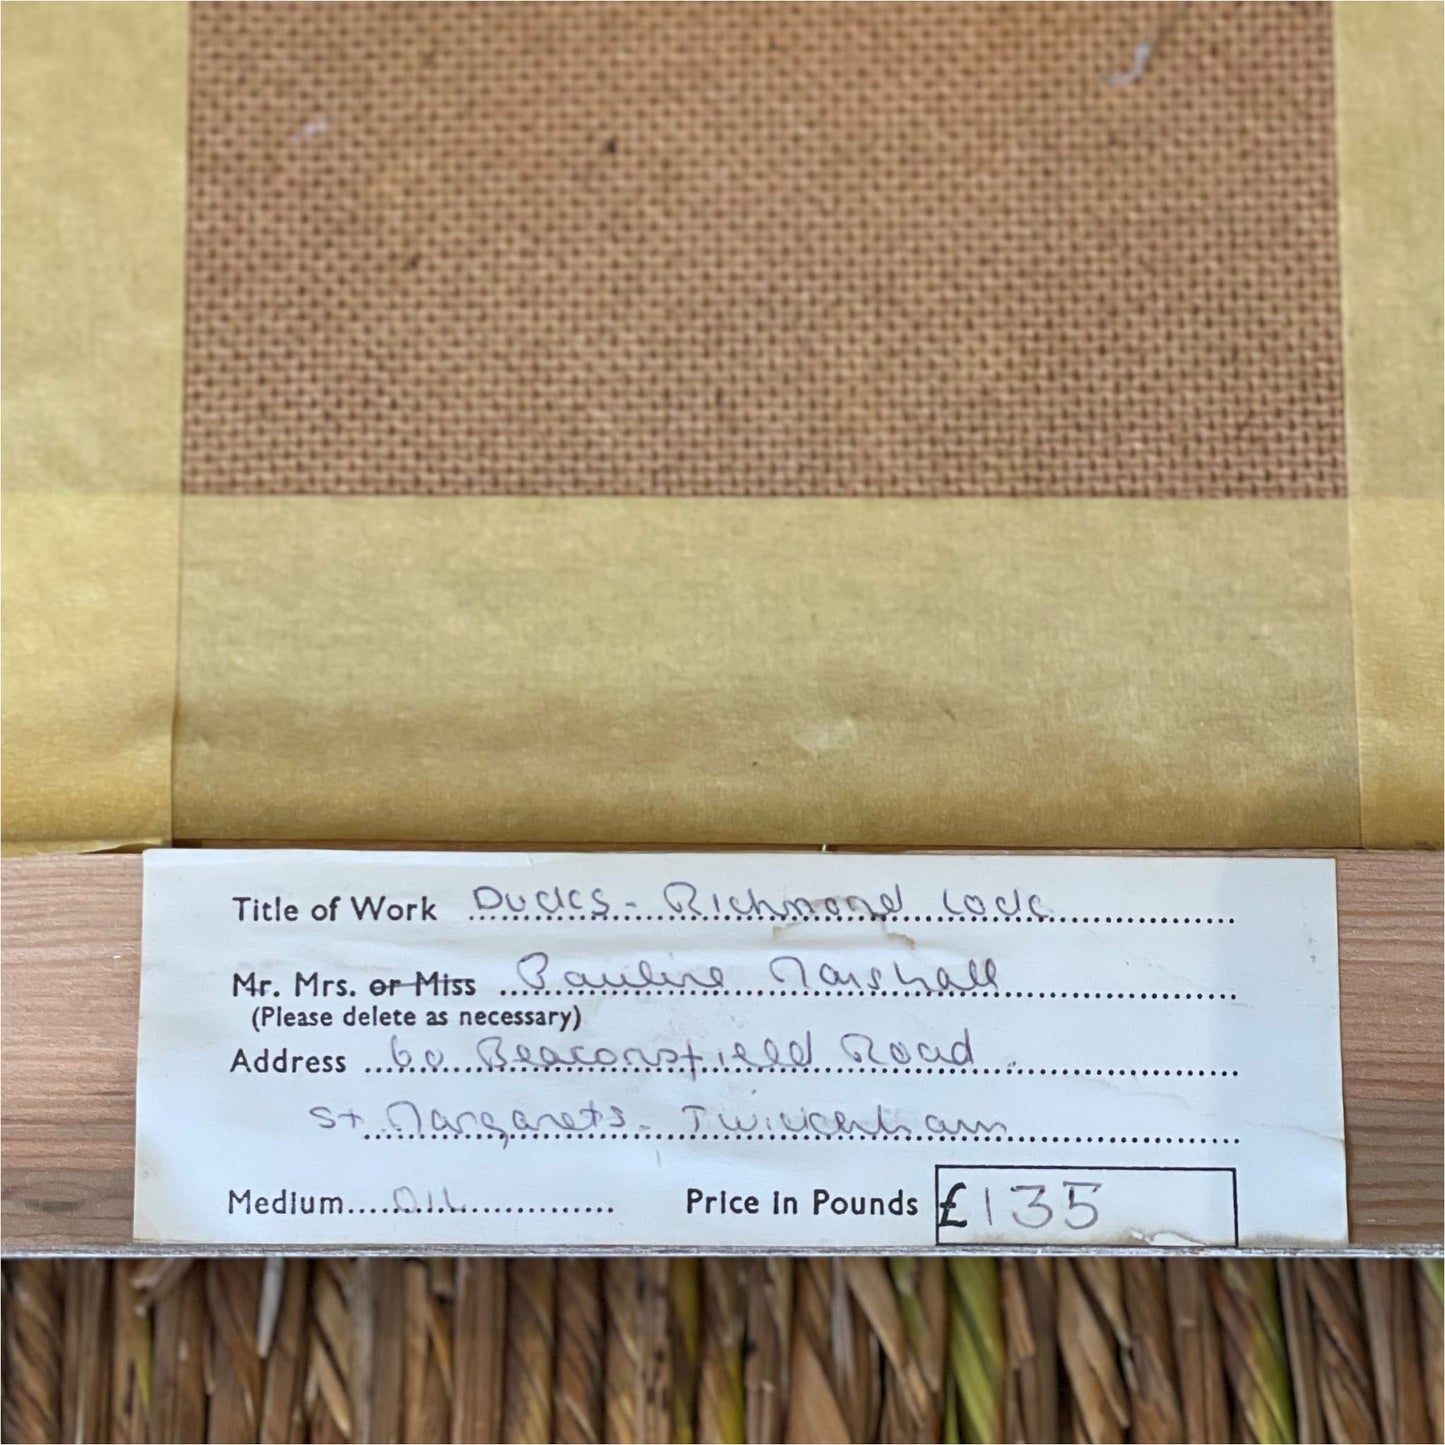 Title of Work Ducks - Richmond Lock
Mr. Mrs. or Miss Pauline Marshall
(Please delete as necessary)
Address 60 Beaconsfield Road
St Margarets - Twickenham
Medium OIL Price in Pounds £135